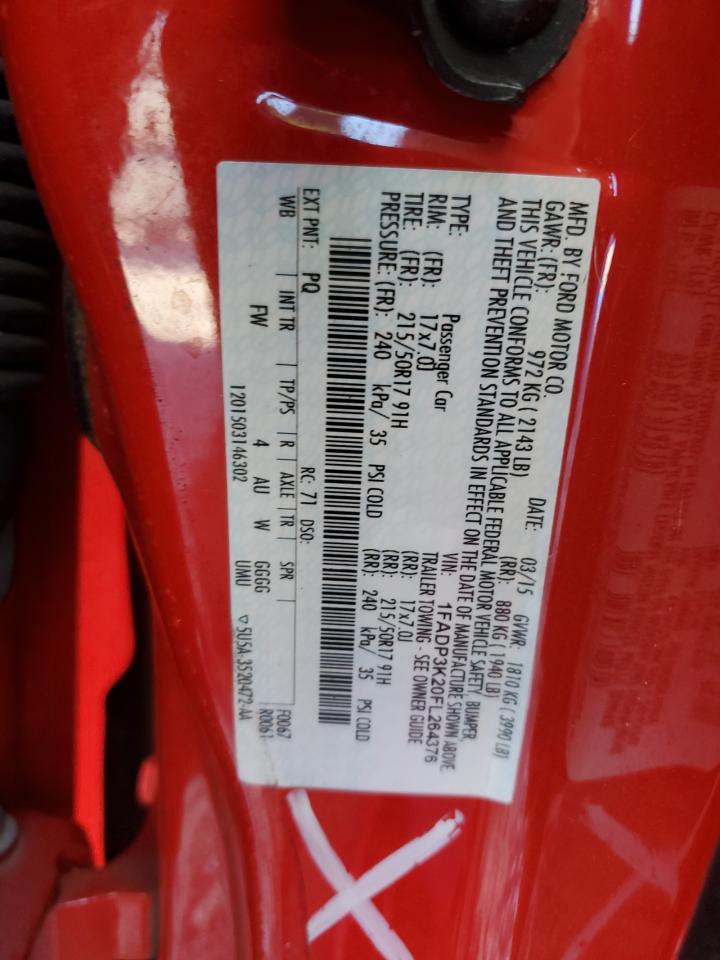 MFD. BY FORD MOTOR CO.
DATE: 03/15 GVWR: 1810 KG ( 3990 LB)
GAWR: (FR): 972 KG ( 2143 LB) (RR): 880 KG ( 1940 LB)
THIS VEHICLE CONFORMS TO ALL APPLICABLE FEDERAL MOTOR VEHICLE SAFETY, BUMPER,
AND THEFT PREVENTION STANDARDS IN EFFECT ON THE DATE OF MANUFACTURE SHOWN ABOVE.
VIN: 1FADP3K20FL264376
TYPE: Passenger Car TRAILER TOWING - SEE OWNER GUIDE
RIM: (FR): 17x7.0J (RR): 17x7.0J
TIRE: (FR): 215/50R17 91H (RR): 215/50R17 91H
PRESSURE: (FR): 240 kPa/ 35 PSI COLD (RR): 240 kPa/ 35 PSI COLD
EXT PNT: PQ RC: 71 DSO: F0067
WB INT TR TP/PS R AXLE TR SPR R0061
FW 4 AU W GGGG
1201503146302 UMU ▽ 5U5A-3520472-AA